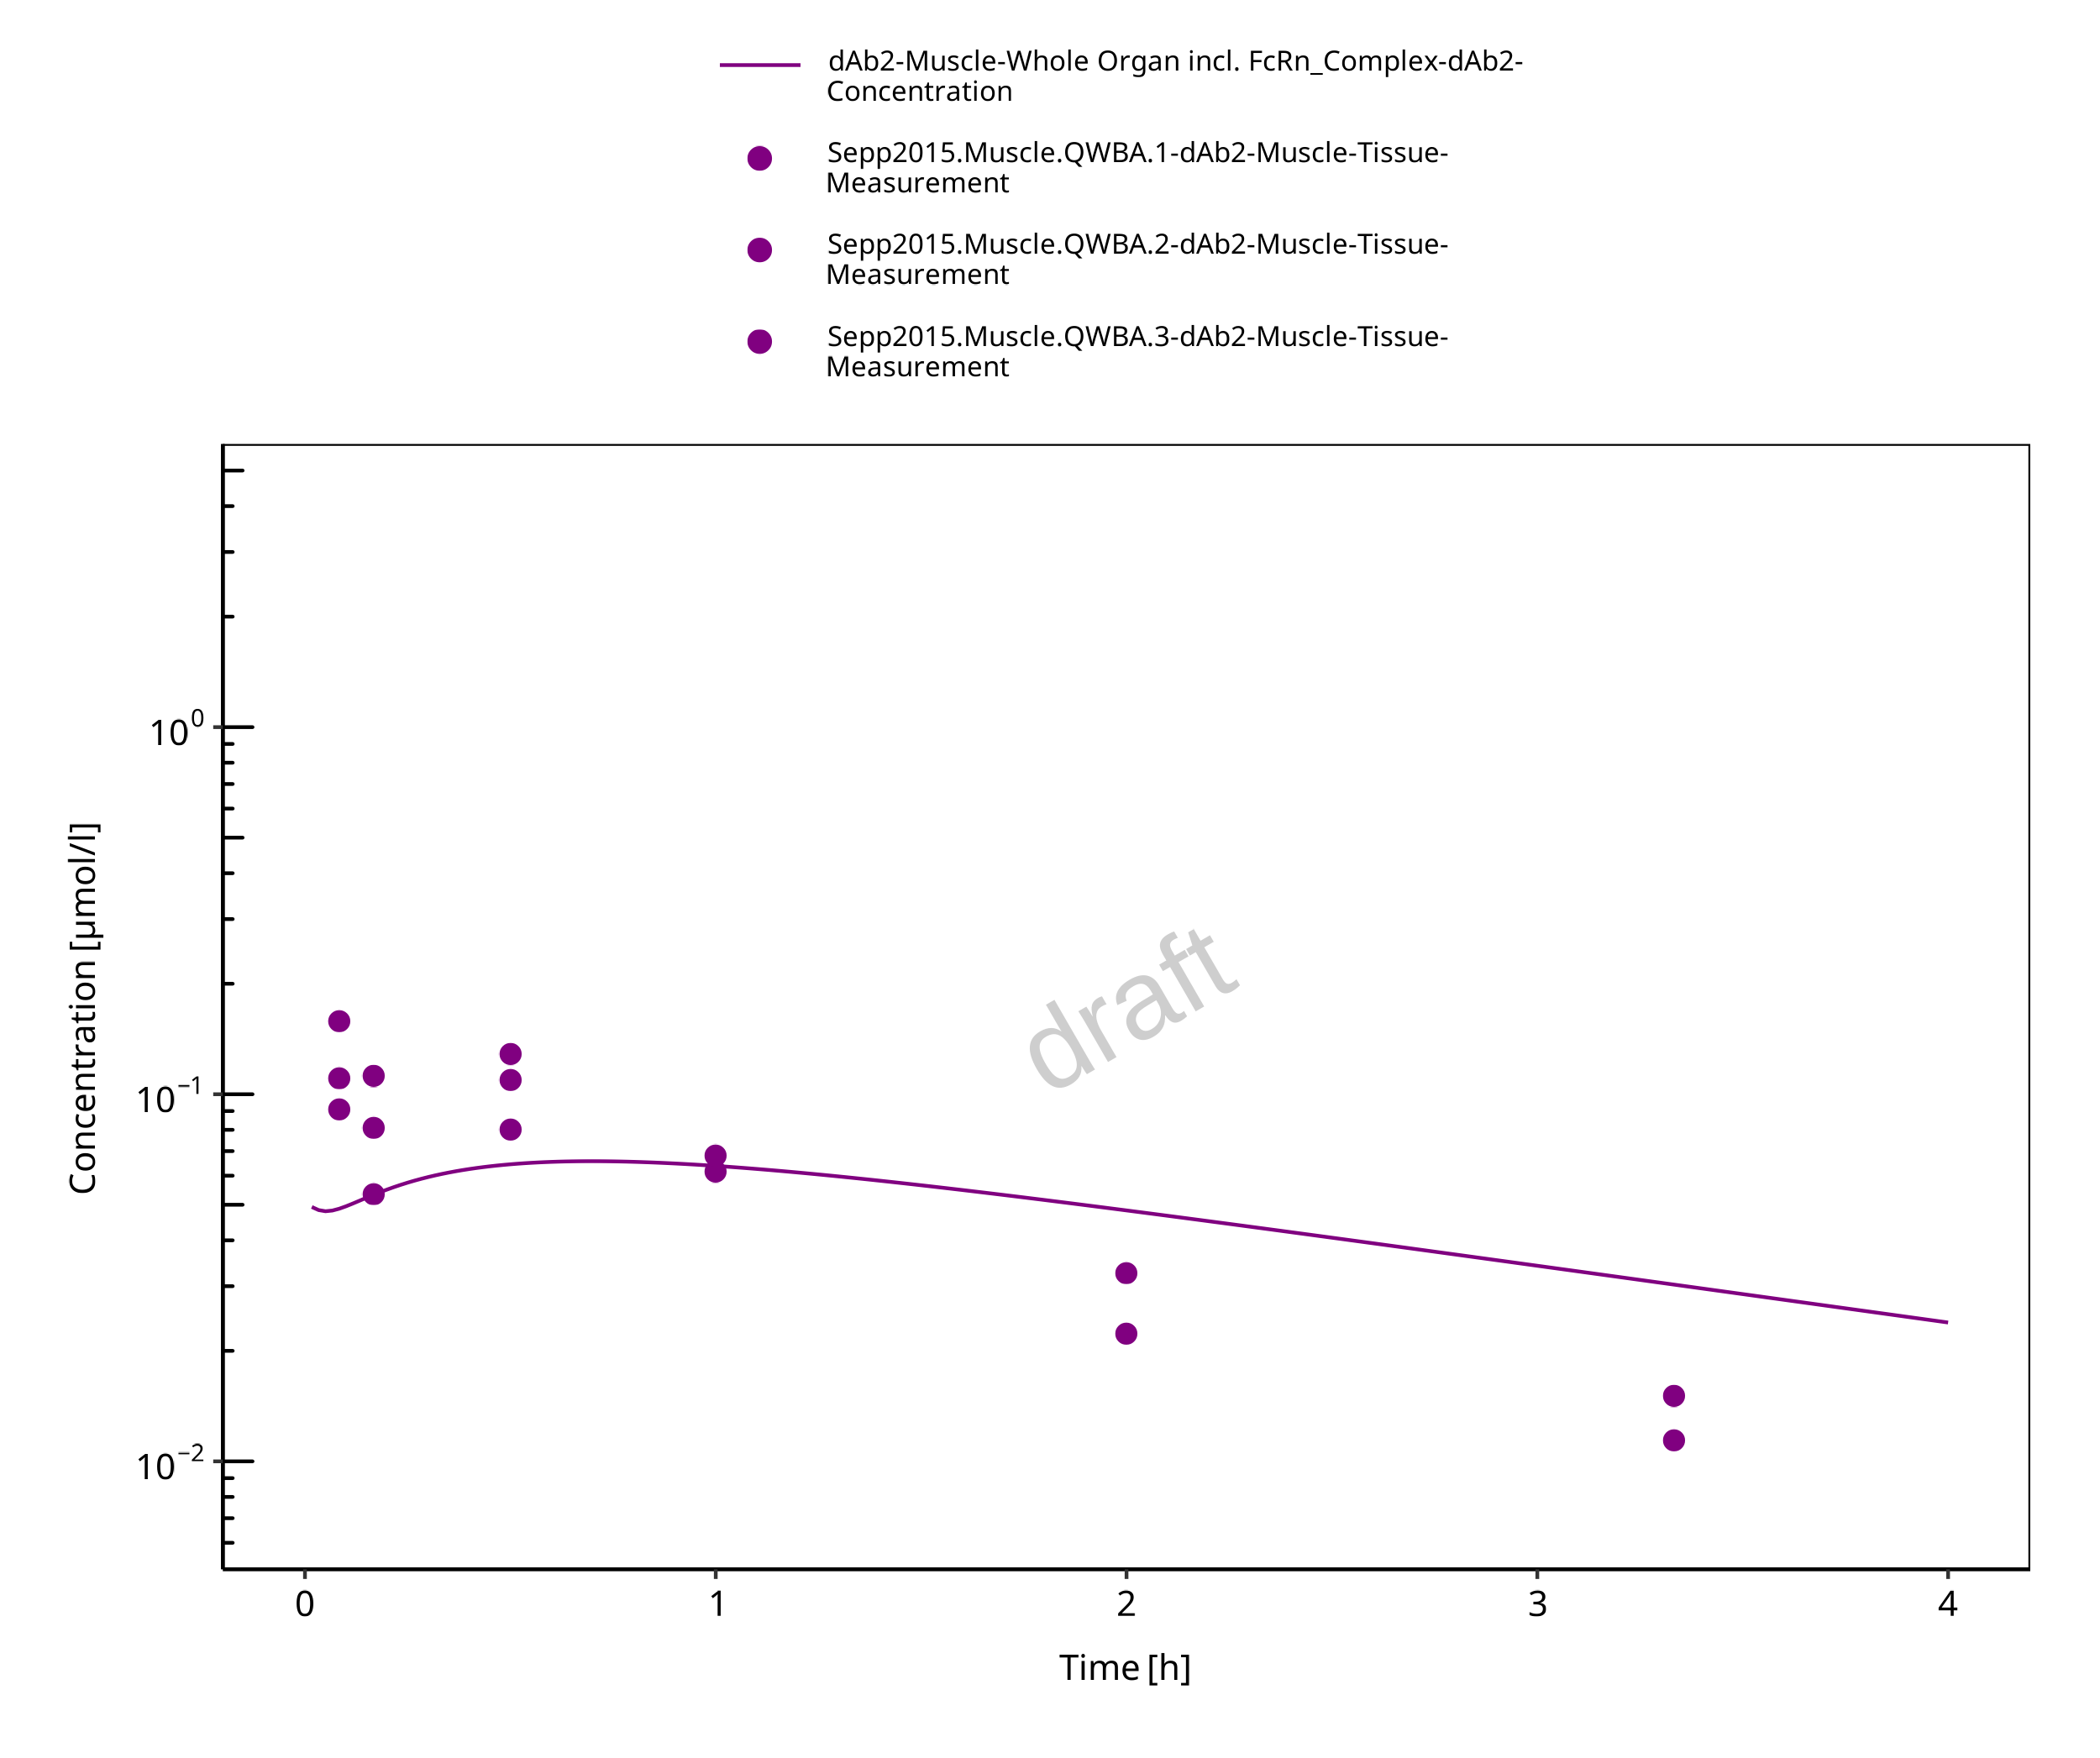 dAb2-Muscle-Whole Organ incl. FcRn_Complex-dAb2-
Concentration
Sepp2015.Muscle.QWBA.1-dAb2-Muscle-Tissue-
Measurement
Sepp2015.Muscle.QWBA.2-dAb2-Muscle-Tissue-
Measurement
Sepp2015.Muscle.QWBA.3-dAb2-Muscle-Tissue-
Measurement
10⁰
10⁻¹
10⁻²
Concentration [µmol/l]
draft
0 1 2 3 4
Time [h]